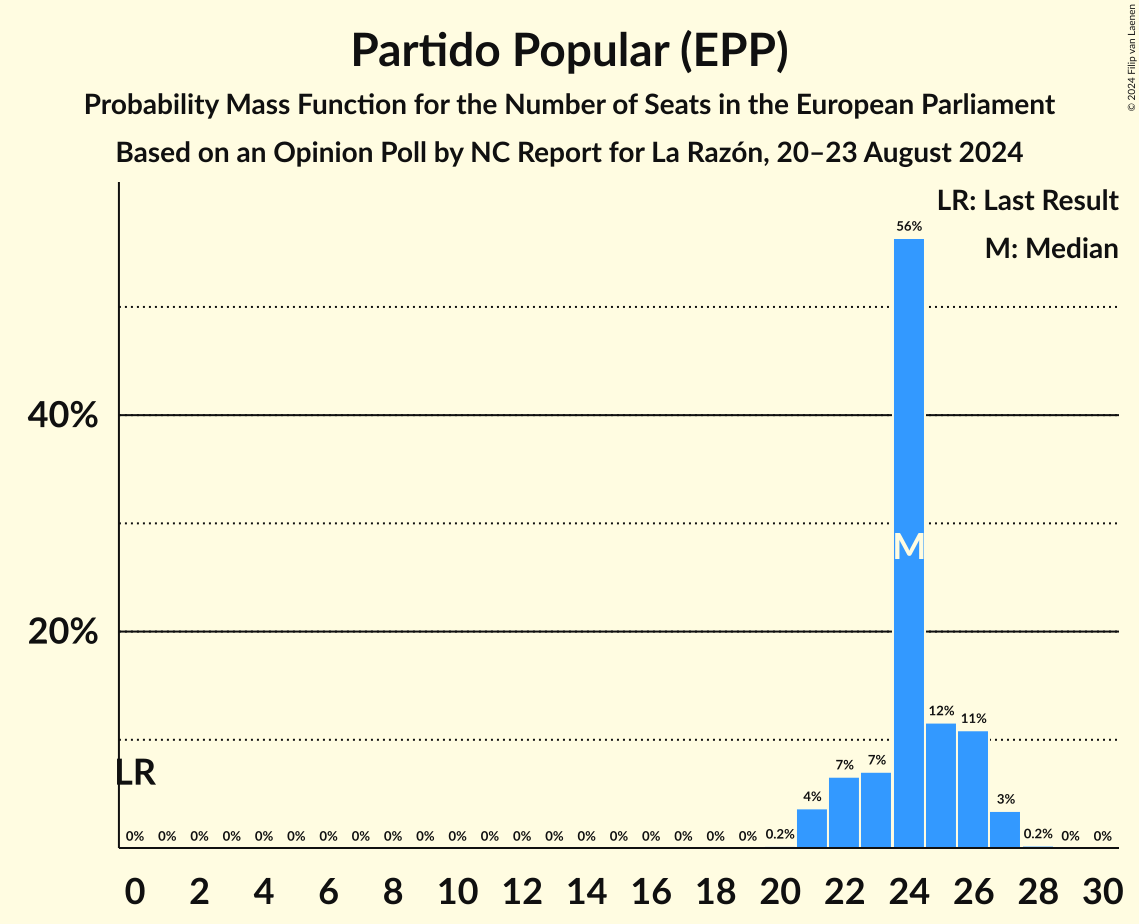 Partido Popular (EPP)
Probability Mass Function for the Number of Seats in the European Parliament
Based on an Opinion Poll by NC Report for La Razón, 20–23 August 2024
© 2024 Filip van Laenen
LR: Last Result
M: Median
56%
40%
M
20%
12%
11%
LR
7%
7%
4%
3%
0% 0% 0% 0% 0% 0% 0% 0% 0% 0% 0% 0% 0% 0% 0% 0% 0% 0% 0% 0% 0.2% 0.2% 0% 0%
0 2 4 6 8 10 12 14 16 18 20 22 24 26 28 30